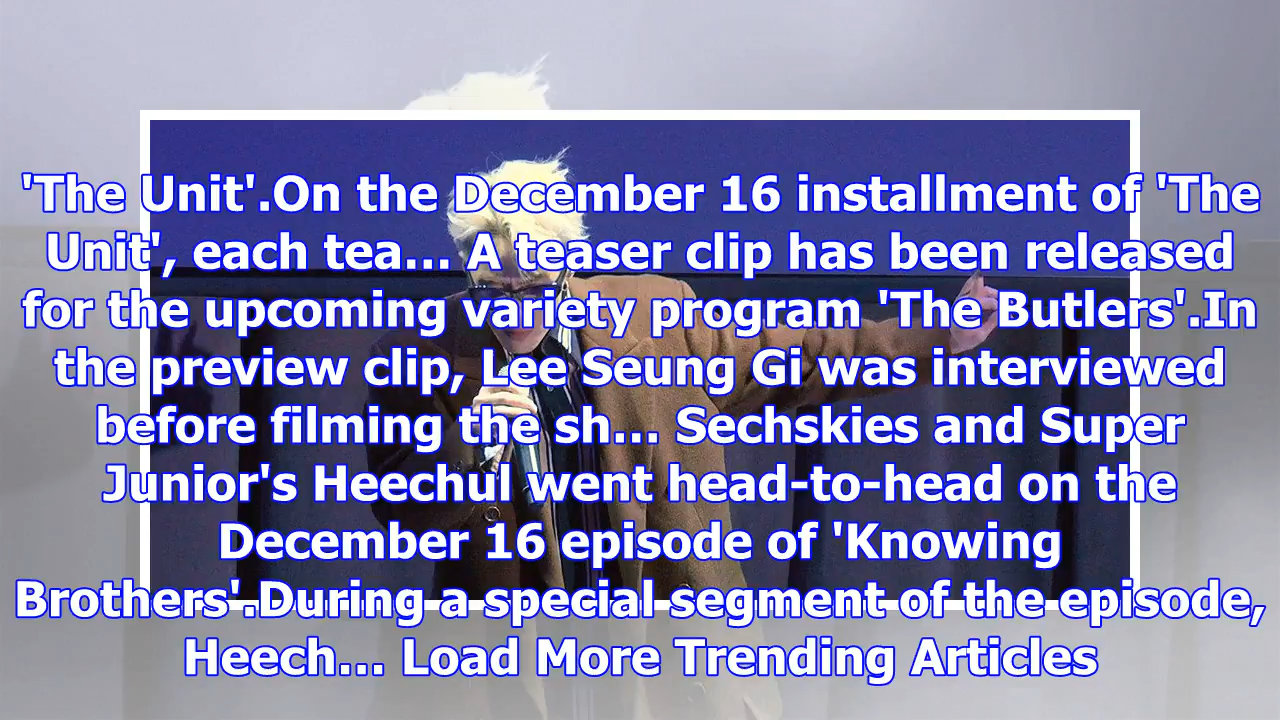 'The Unit'.On the December 16 installment of 'The
Unit', each tea... A teaser clip has been released
for the upcoming variety program 'The Butlers'.In
the preview clip, Lee Seung Gi was interviewed
before filming the sh... Sechskies and Super
Junior's Heechul went head-to-head on the
December 16 episode of 'Knowing
Brothers'.During a special segment of the episode,
Heech... Load More Trending Articles